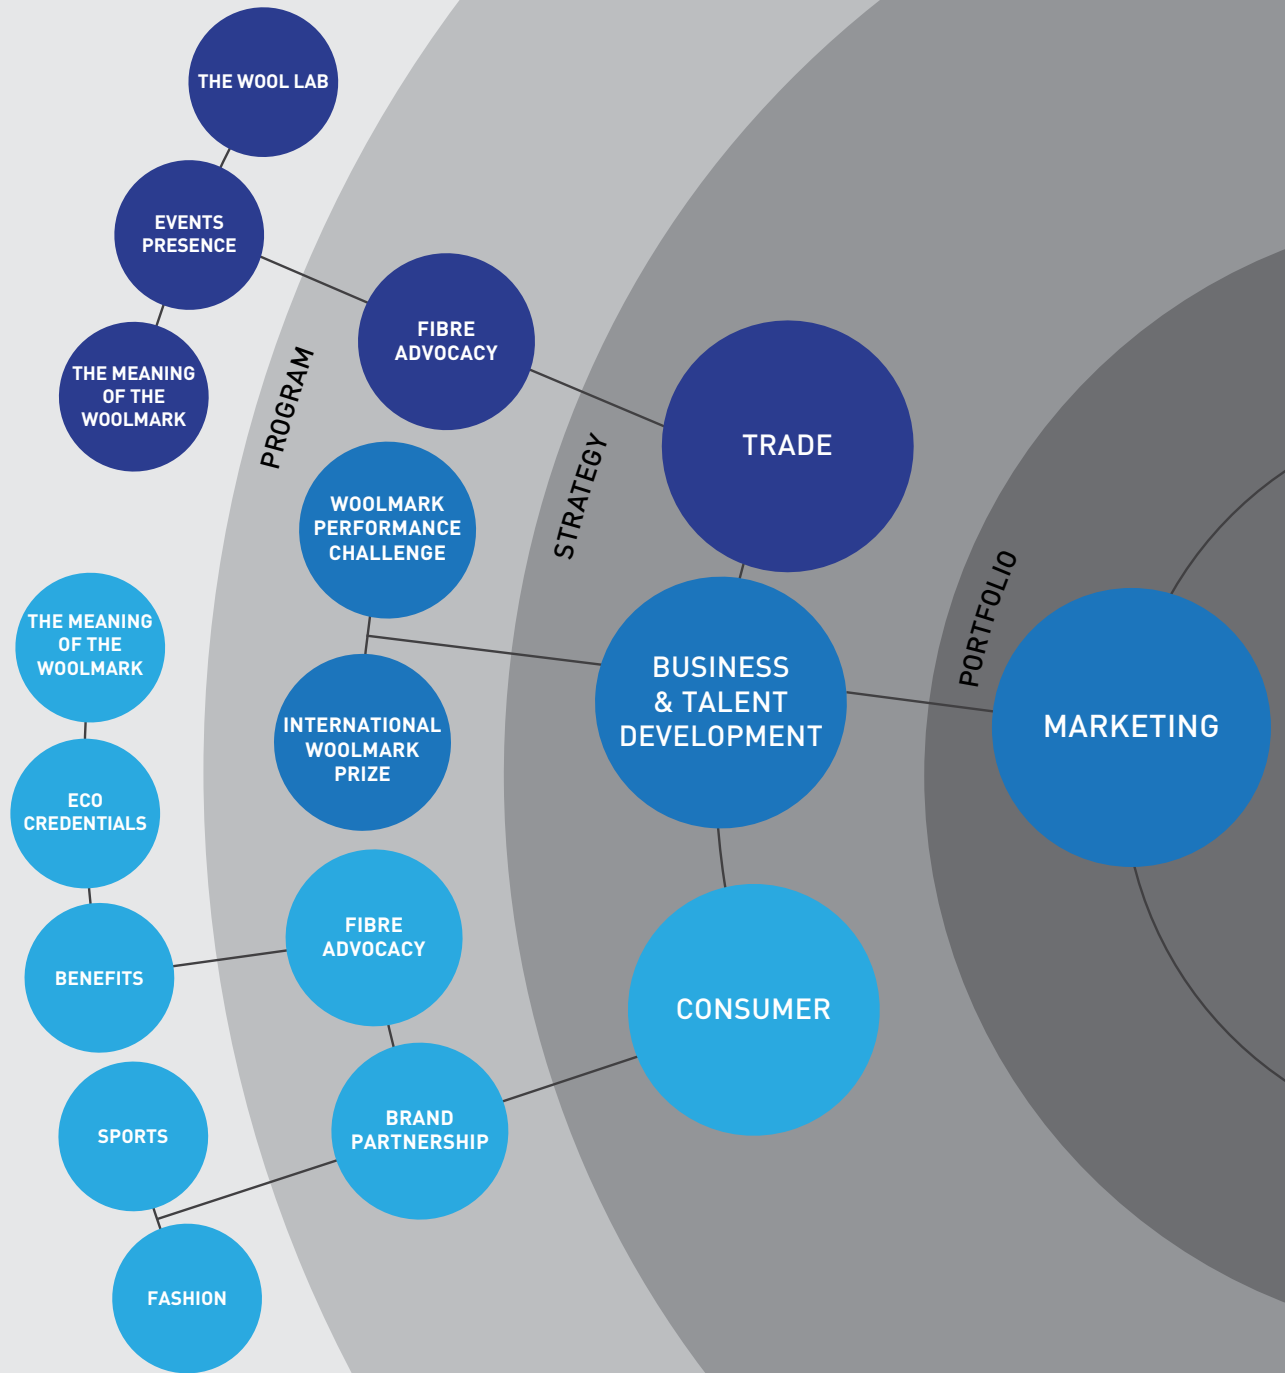 THE WOOL LAB
EVENTS
PRESENCE
THE MEANING
OF THE
WOOLMARK
PROGRAM
FIBRE
ADVOCACY
STRATEGY
TRADE
WOOLMARK
PERFORMANCE
CHALLENGE
INTERNATIONAL
WOOLMARK
PRIZE
BUSINESS
& TALENT
DEVELOPMENT
PORTFOLIO
MARKETING
THE MEANING
OF THE
WOOLMARK
ECO
CREDENTIALS
BENEFITS
FIBRE
ADVOCACY
CONSUMER
BRAND
PARTNERSHIP
SPORTS
FASHION